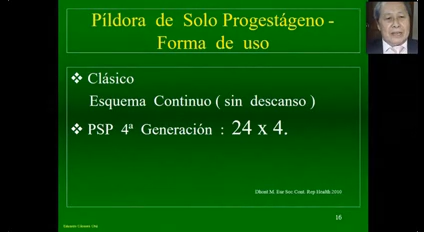 Píldora de Solo Progestágeno -
Forma de uso
❖ Clásico
Esquema Continuo ( sin descanso )
❖ PSP 4ª Generación : 24 x 4.
Dhont M. Eur Soc Cont. Rep Health 2010
16